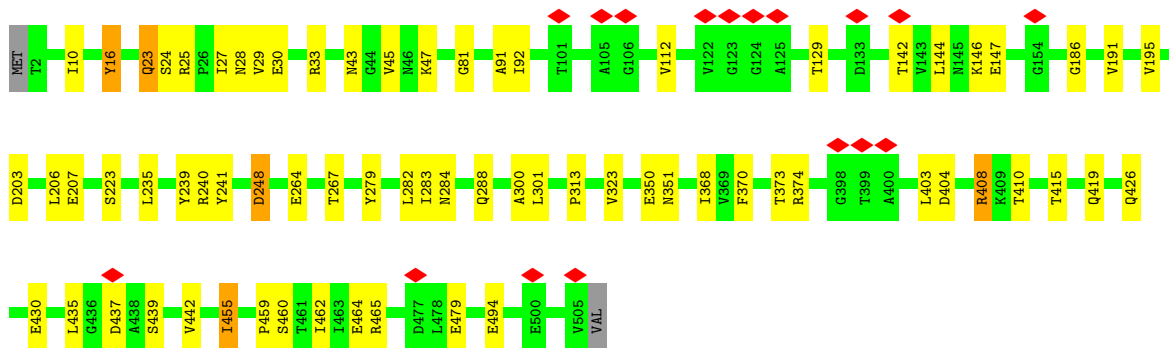 MET T2 I10 Y16 Q23 S24 R25 P26 I27 N28 V29 E30 R33 N43 G44 V45 N46 K47 G81 A91 I92 T101 A105 G106 V112 V122 G123 G124 A125 T129 D133 T142 V143 L144 N145 K146 E147 G154 G186 V191 V195
D203 L206 E207 S223 L235 Y239 R240 Y241 D248 E264 T267 Y279 L282 I283 N284 Q288 A300 L301 P313 V323 E350 N351 I368 V369 F370 T373 R374 G398 T399 A400 L403 D404 R408 K409 T410 T415 Q419 Q426
E430 L435 G436 D437 A438 S439 V442 I455 P459 S460 T461 I462 I463 E464 R465 D477 L478 E479 E494 E500 V505 VAL